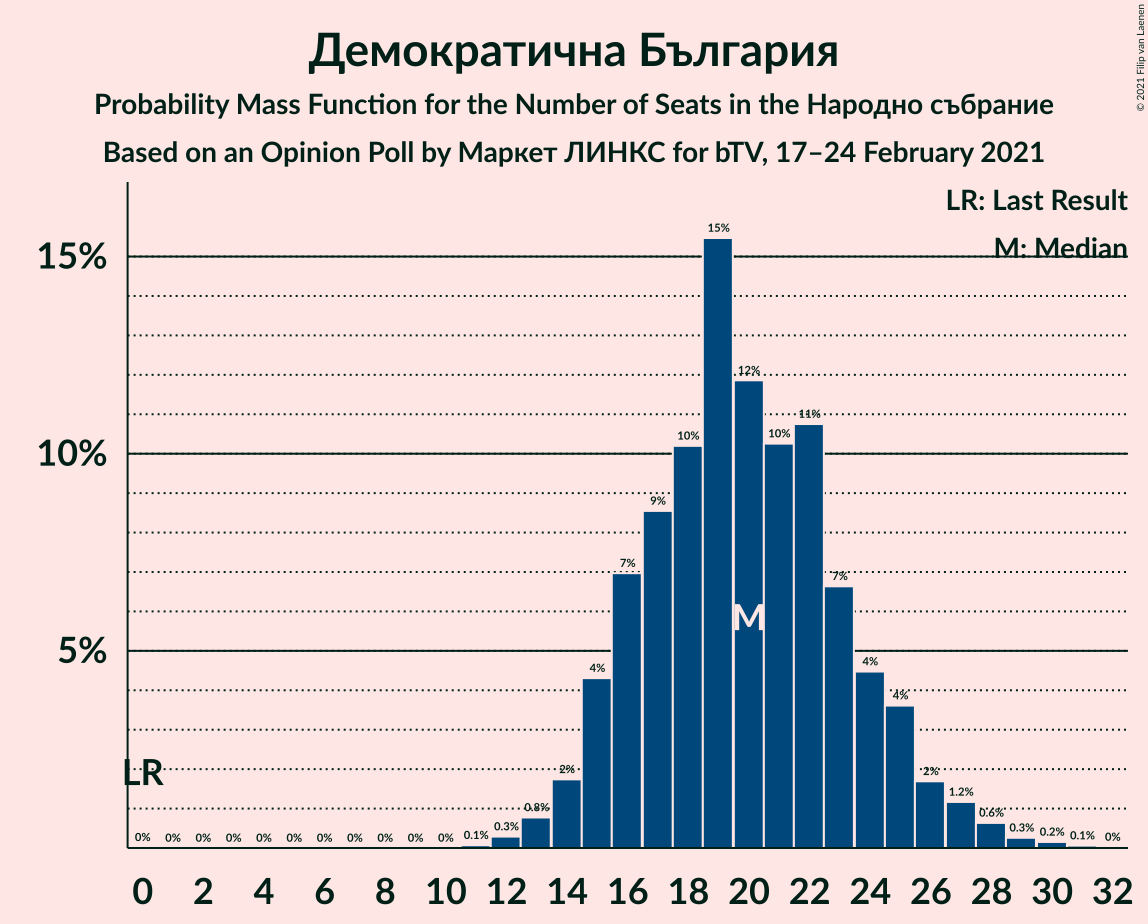 Демократична България
Probability Mass Function for the Number of Seats in the Народно събрание
Based on an Opinion Poll by Маркет ЛИНКС for bTV, 17–24 February 2021
© 2021 Filip van Laenen
LR: Last Result
M: Median
15%
10%
5%
0% 0% 0% 0% 0% 0% 0% 0% 0% 0% 0% 0.1% 0.3% 0.8% 2% 4% 7% 9% 10% 15% 12% 10% 11% 7% 4% 4% 2% 1.2% 0.6% 0.3% 0.2% 0.1% 0%
M
LR
0 2 4 6 8 10 12 14 16 18 20 22 24 26 28 30 32